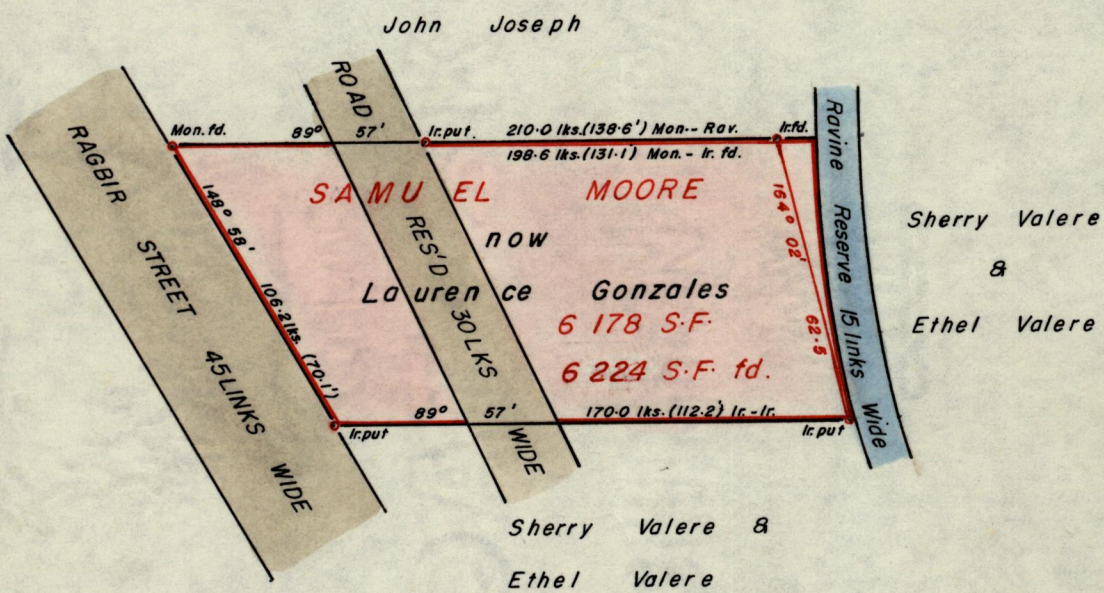 John Joseph
Mon. fd.
89° 57'
Ir. put.
210.0 lks.(138.6') Mon-- Rav.
Ir. fd.
198.6 lks.(131.1') Mon. - Ir. fd.
ROAD RES'D 30 LKS WIDE
RAGBIR STREET 45 LINKS WIDE
148° 58'
106.2 lks. (70.1')
SAMUEL MOORE
now
Laurence Gonzales
6 178 S.F.
6 224 S.F. fd.
164° 02'
62.5
Ravine Reserve 15 links Wide
Sherry Valere
&
Ethel Valere
89° 57'
170.0 lks. (112.2') Ir.-Ir.
Ir. put
Ir. put
Sherry Valere &
Ethel Valere